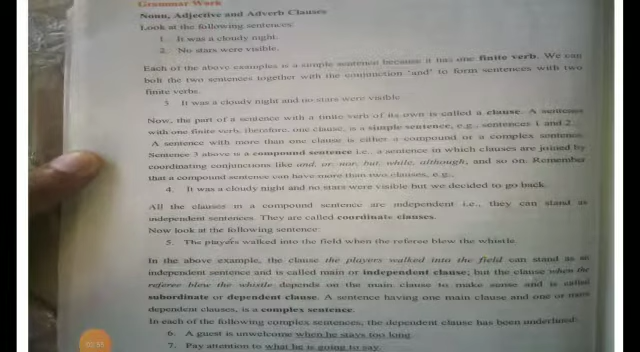 Grammar Work
Noun, Adjective and Adverb Clauses
Look at the following sentences:
1. It was a cloudy night.
2. No stars were visible.
Each of the above examples is a simple sentence because it has one finite verb. We can
bolt the two sentences together with the conjunction 'and' to form sentences with two
finite verbs.
3. It was a cloudy night and no stars were visible.
Now, the part of a sentence with a finite verb of its own is called a clause. A sentence
with one finite verb, therefore, one clause, is a simple sentence, e.g., sentences 1 and 2.
A sentence with more than one clause is either a compound or a complex sentence.
Sentence 3 above is a compound sentence i.e., a sentence in which clauses are joined by
coordinating conjunctions like and, or, nor, but, while, although, and so on. Remember
that a compound sentence can have more than two clauses, e.g.,
4. It was a cloudy night and no stars were visible but we decided to go back.
All the clauses in a compound sentence are independent i.e., they can stand as
independent sentences. They are called coordinate clauses.
Now look at the following sentence:
5. The players walked into the field when the referee blew the whistle.
In the above example, the clause the players walked into the field can stand as an
independent sentence and is called main or independent clause; but the clause when the
referee blew the whistle depends on the main clause to make sense and is called
subordinate or dependent clause. A sentence having one main clause and one or more
dependent clauses, is a complex sentence.
In each of the following complex sentences, the dependent clause has been underlined:
6. A guest is unwelcome when he stays too long.
7. Pay attention to what he is going to say.